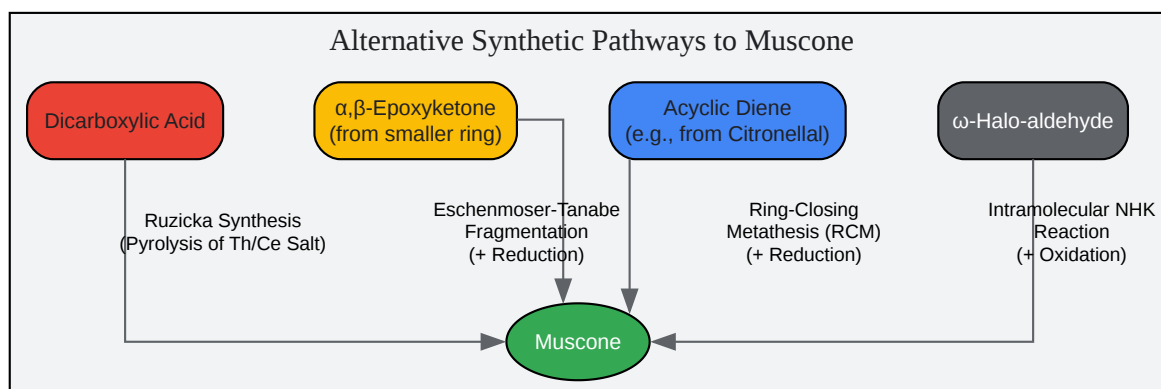 Alternative Synthetic Pathways to Muscone
Dicarboxylic Acid
α,β-Epoxyketone
(from smaller ring)
Acyclic Diene
(e.g., from Citronellal)
ω-Halo-aldehyde
Ruzicka Synthesis
(Pyrolysis of Th/Ce Salt)
Eschenmoser-Tanabe
Fragmentation
(+ Reduction)
Ring-Closing
Metathesis (RCM)
(+ Reduction)
Intramolecular NHK
Reaction
(+ Oxidation)
Muscone